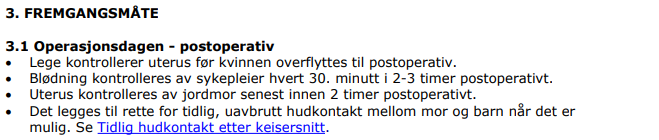 3. FREMGANGSMÅTE
3.1 Operasjonsdagen - postoperativ
• Lege kontrollerer uterus før kvinnen overflyttes til postoperativ.
• Blødning kontrolleres av sykepleier hvert 30. minutt i 2-3 timer postoperativt.
• Uterus kontrolleres av jordmor senest innen 2 timer postoperativt.
• Det legges til rette for tidlig, uavbrutt hudkontakt mellom mor og barn når det er
mulig. Se Tidlig hudkontakt etter keisersnitt.